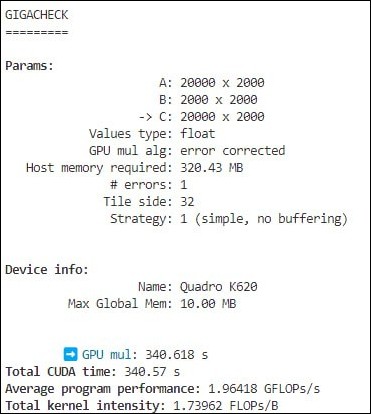 GIGACHECK
=========
Params:
A: 20000 x 2000
B: 2000 x 2000
-> C: 20000 x 2000
Values type: float
GPU mul alg: error corrected
Host memory required: 320.43 MB
# errors: 1
Tile side: 32
Strategy: 1 (simple, no buffering)
Device info:
Name: Quadro K620
Max Global Mem: 10.00 MB
➡ GPU mul: 340.618 s
Total CUDA time: 340.57 s
Average program performance: 1.96418 GFLOPs/s
Total kernel intensity: 1.73962 FLOPs/B